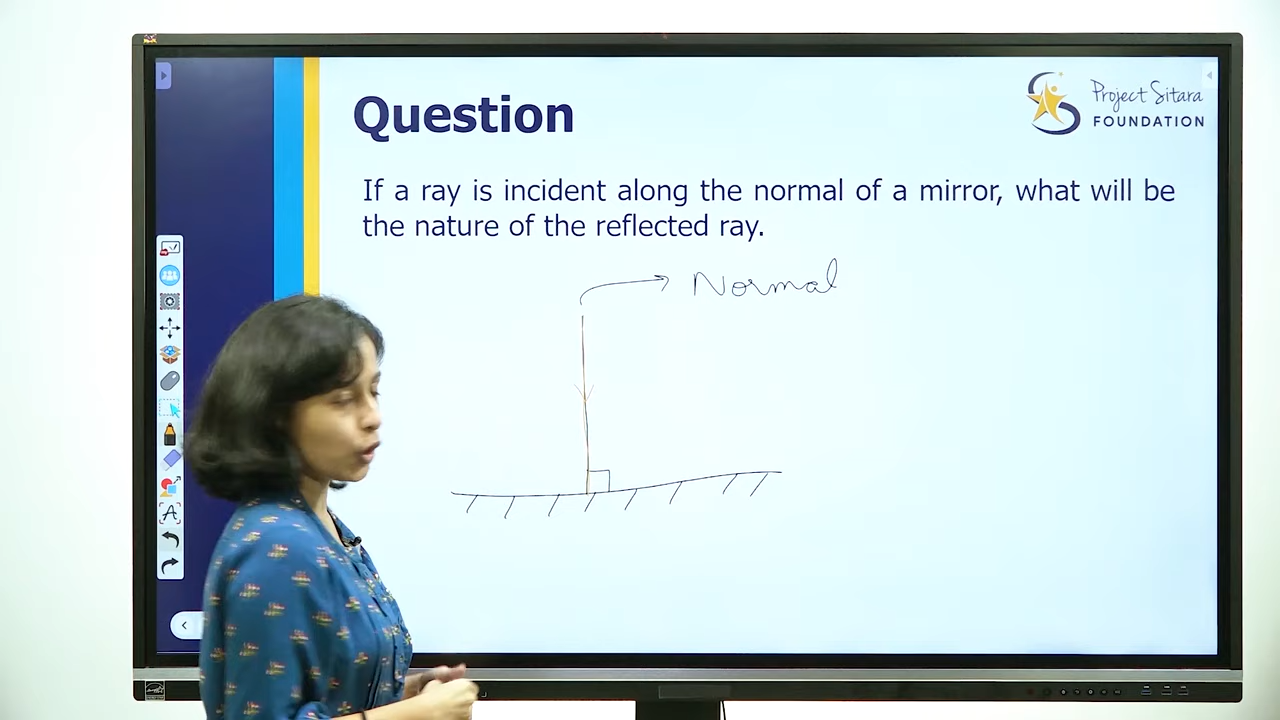 Question
Project Sitara
FOUNDATION
If a ray is incident along the normal of a mirror, what will be
the nature of the reflected ray.
Normal